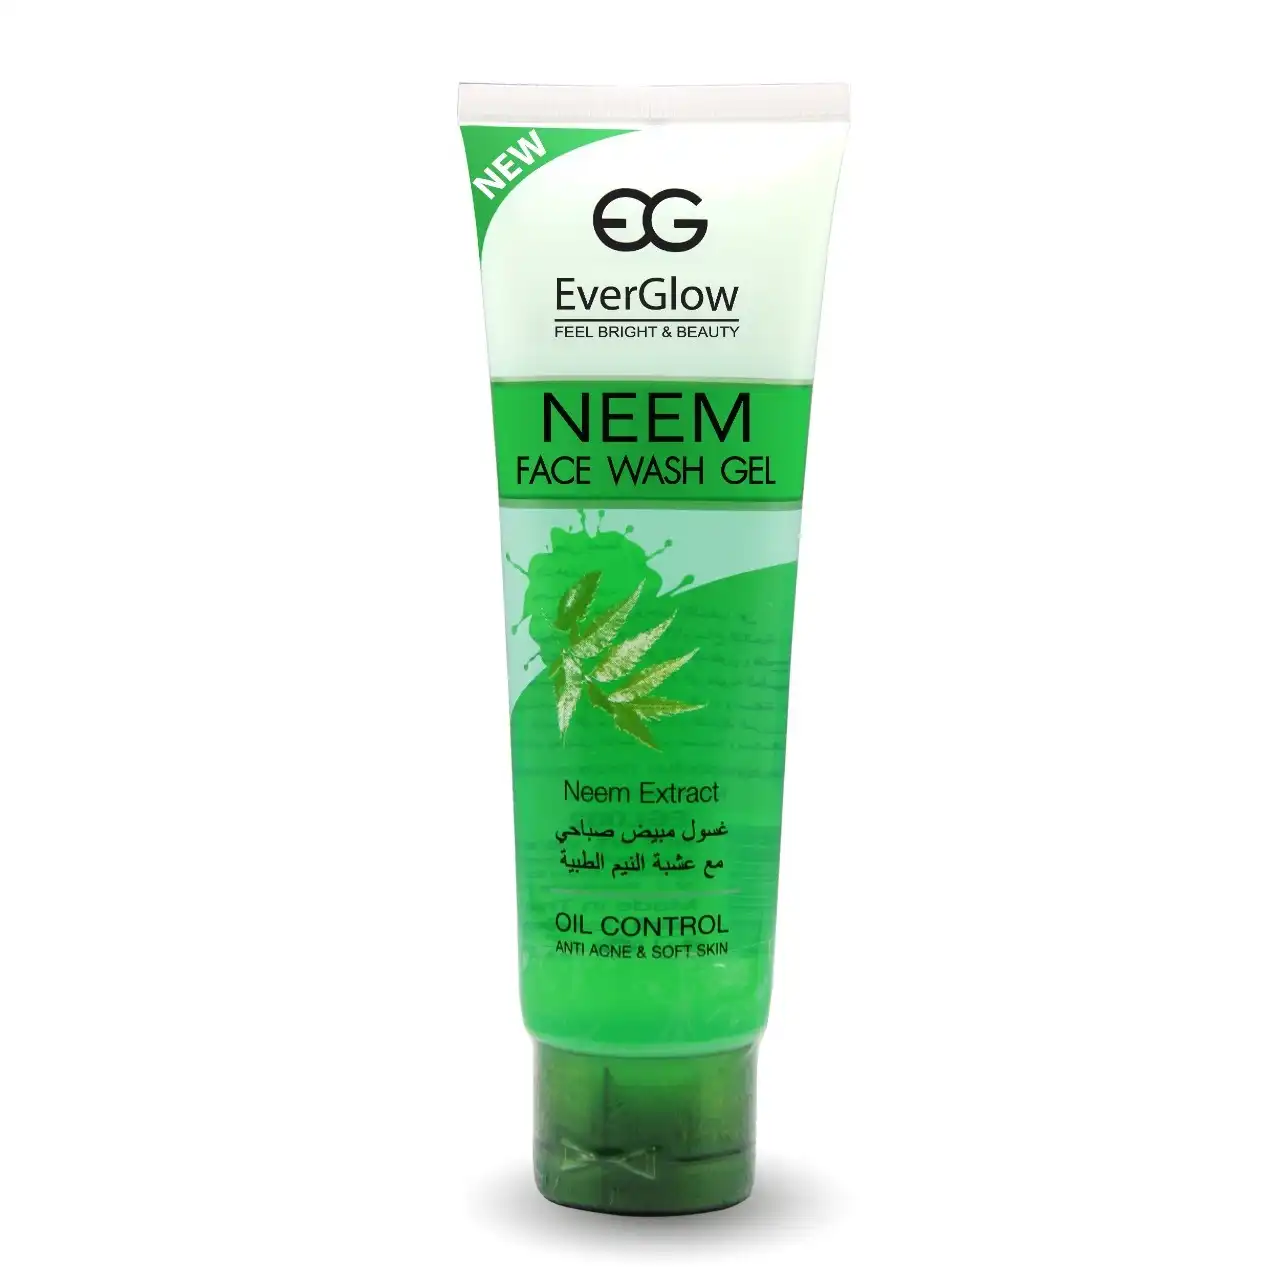 NEW
EG
EverGlow
FEEL BRIGHT & BEAUTY
NEEM
FACE WASH GEL
Neem Extract
غسول مبيض صباحي
مع عشبة النيم الطبية
OIL CONTROL
ANTI ACNE & SOFT SKIN